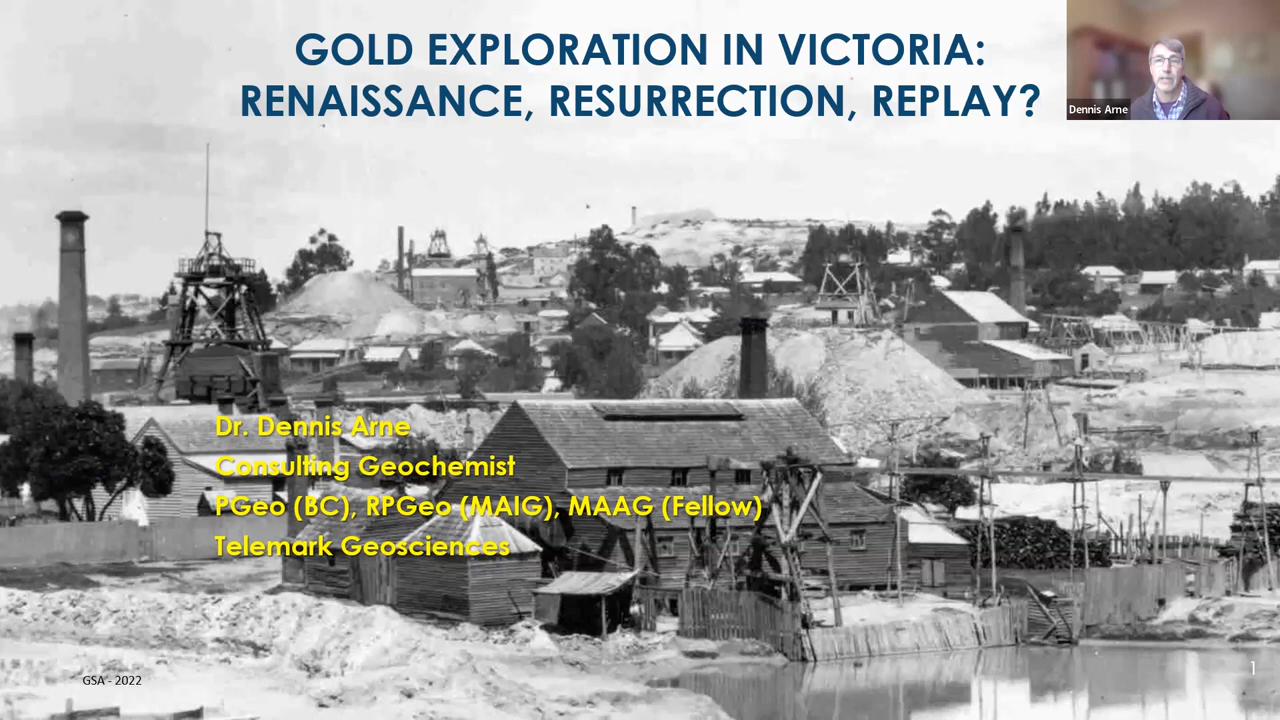 GOLD EXPLORATION IN VICTORIA:
RENAISSANCE, RESURRECTION, REPLAY?
Dennis Arne
Dr. Dennis Arne
Consulting Geochemist
PGeo (BC), RPGeo (MAIG), MAAG (Fellow)
Telemark Geosciences
GSA - 2022
1